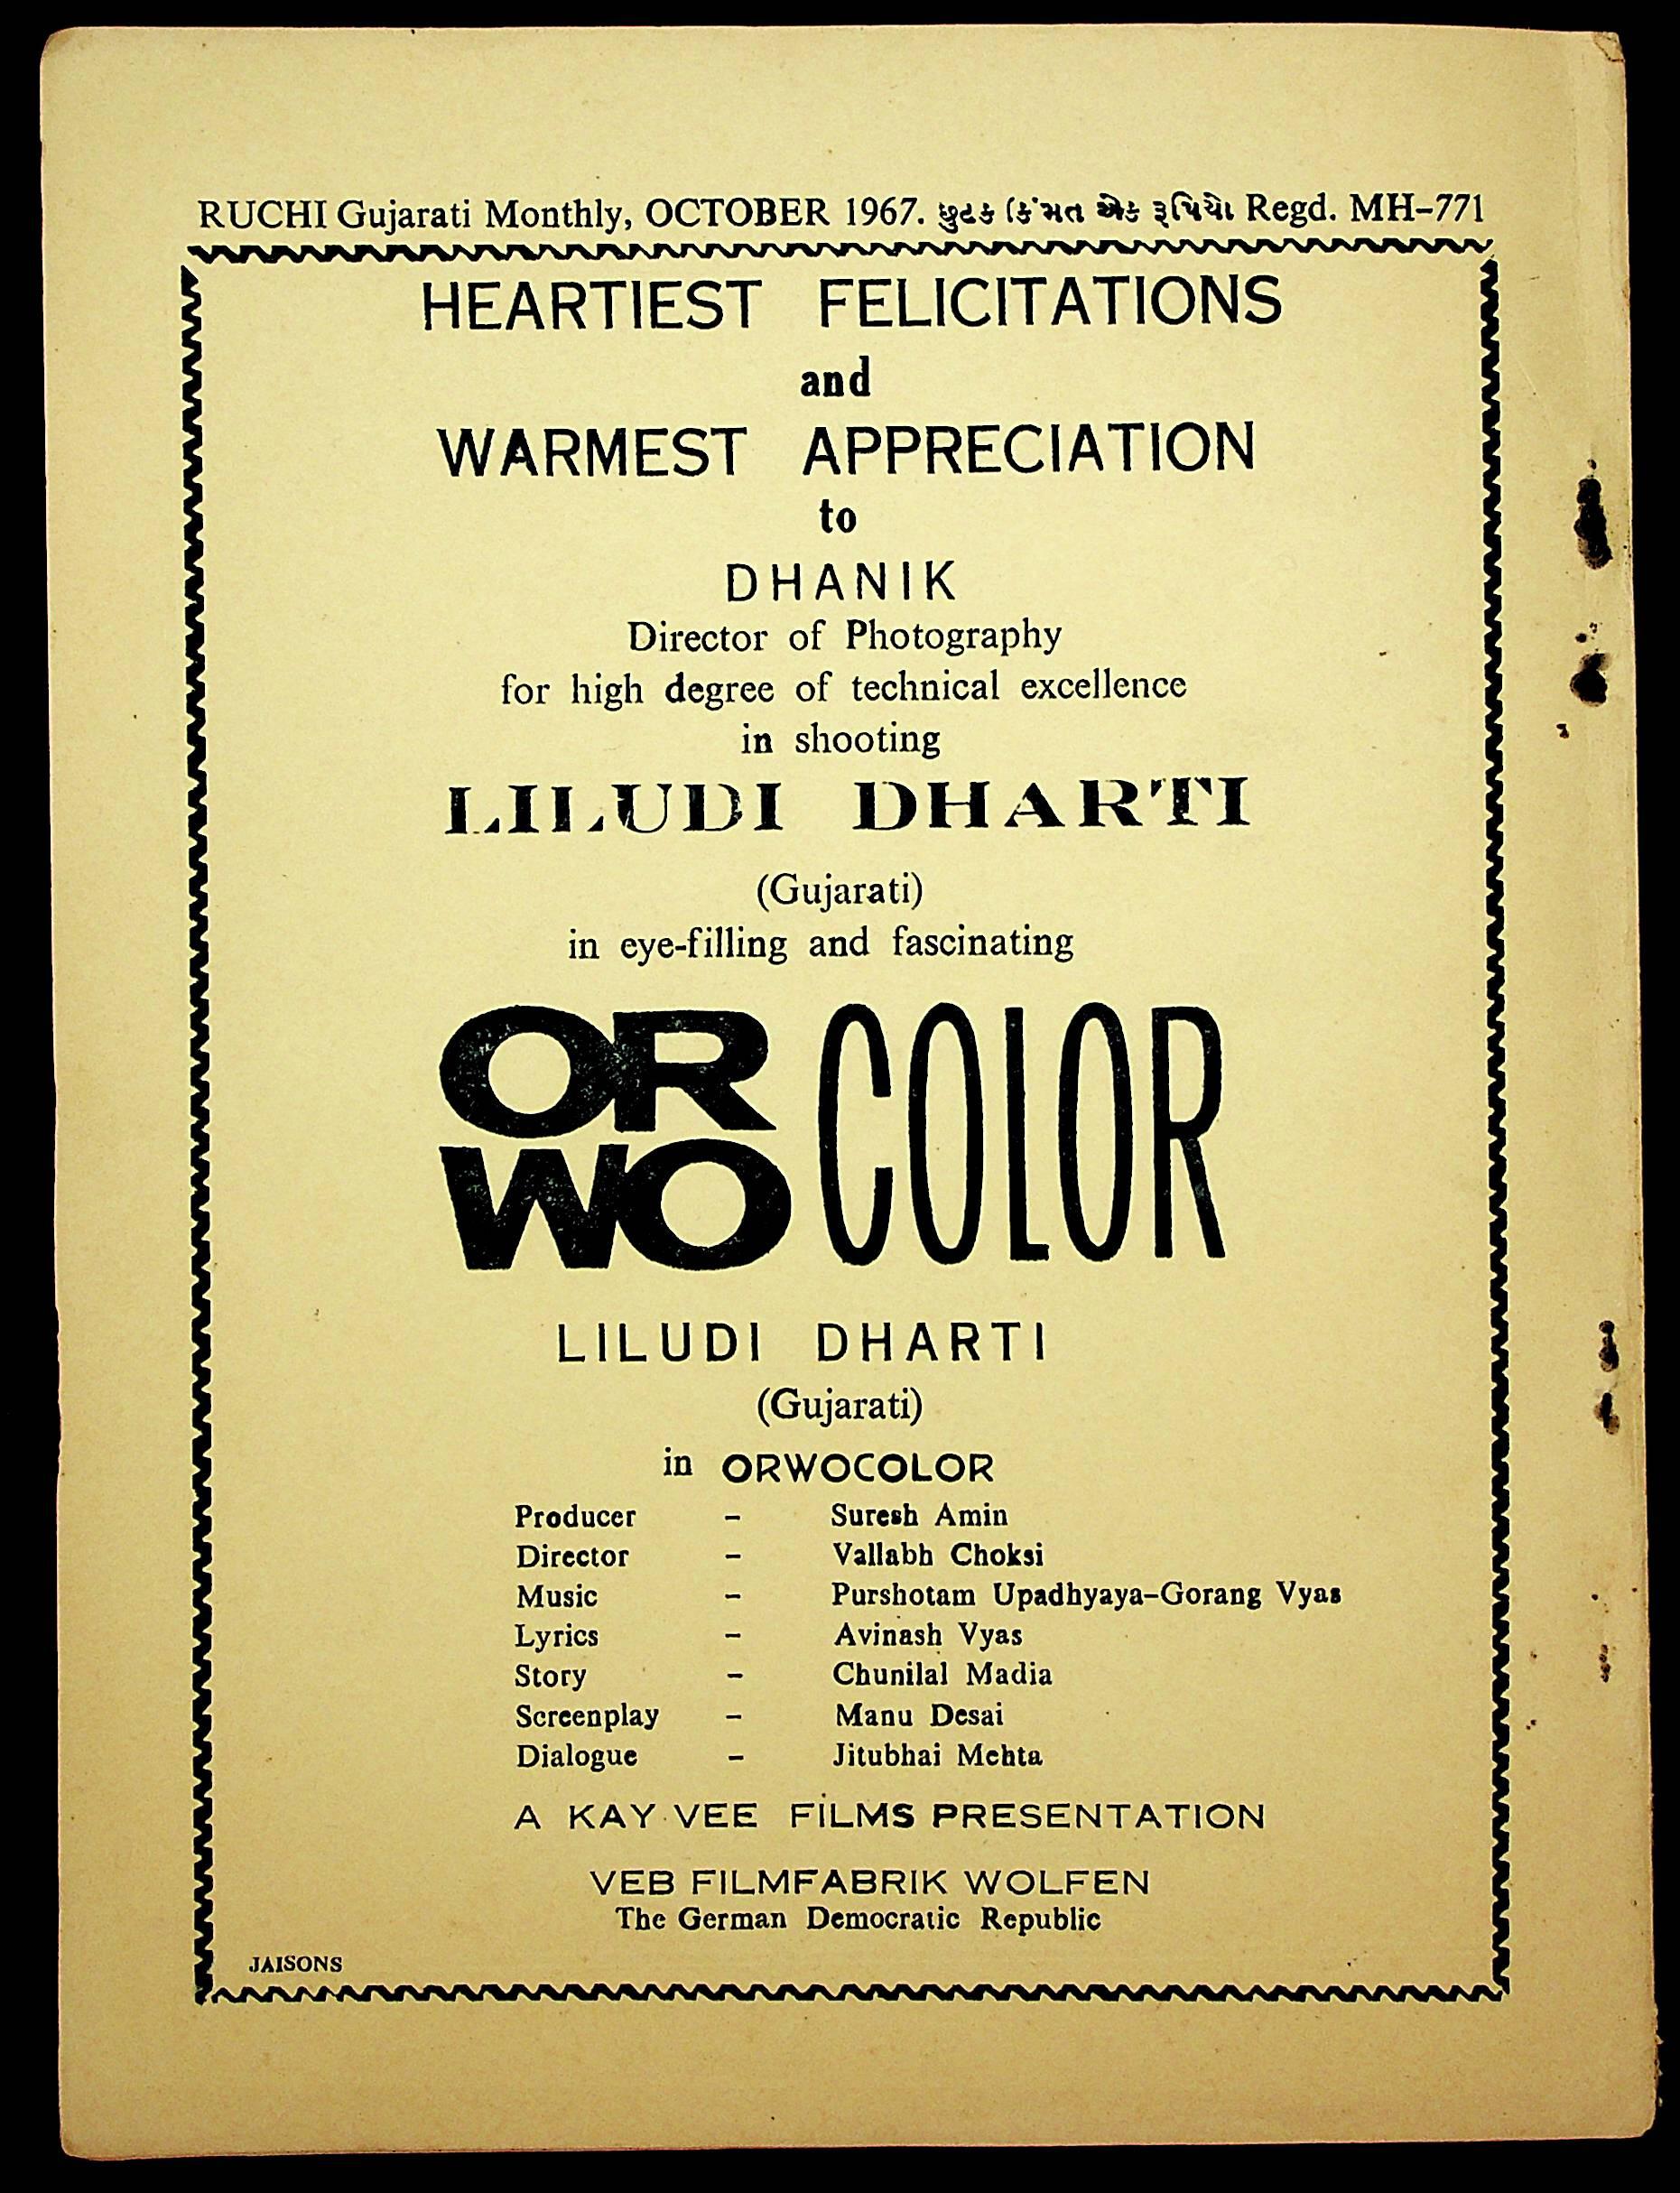 RUCHI Gujarati Monthly, OCTOBER 1967. છુટક કિંમત એક રૂપિયો Regd. MH-771
HEARTIEST FELICITATIONS
and
WARMEST APPRECIATION
to
DHANIK
Director of Photography
for high degree of technical excellence
in shooting
LILUDI DHARTI
(Gujarati)
in eye-filling and fascinating
ORWO COLOR
LILUDI DHARTI
(Gujarati)
in ORWOCOLOR
Producer - Suresh Amin
Director - Vallabh Choksi
Music - Purshotam Upadhyaya-Gorang Vyas
Lyrics - Avinash Vyas
Story - Chunilal Madia
Screenplay - Manu Desai
Dialogue - Jitubhai Mehta
A KAY VEE FILMS PRESENTATION
VEB FILMFABRIK WOLFEN
The German Democratic Republic
JAISONS